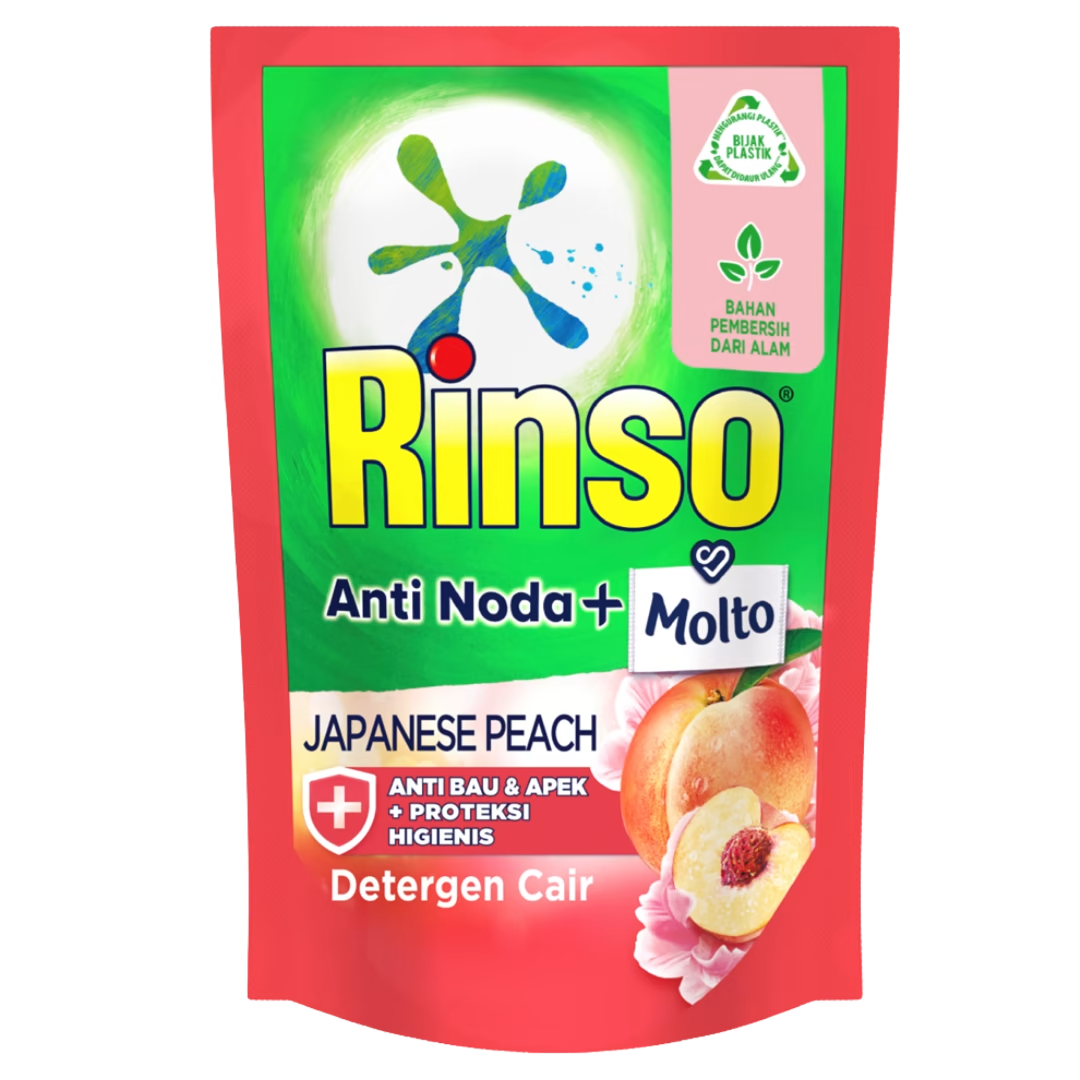 MENGURANGI PLASTIK**
BIJAK
PLASTIK
DAPAT DIDAUR ULANG
BAHAN
PEMBERSIH
DARI ALAM
Rinso®
Anti Noda + Molto
JAPANESE PEACH
ANTI BAU & APEK
+ PROTEKSI
HIGIENIS
Detergen Cair